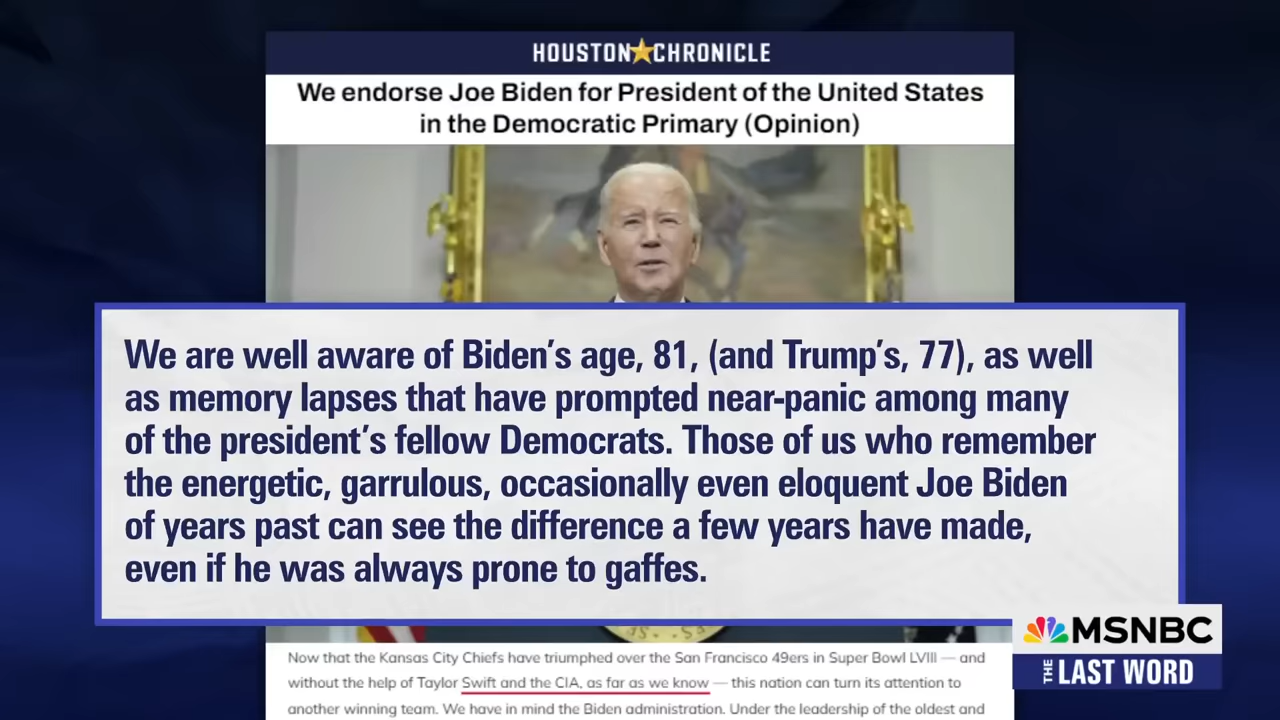 HOUSTON CHRONICLE
We endorse Joe Biden for President of the United States
in the Democratic Primary (Opinion)
We are well aware of Biden’s age, 81, (and Trump’s, 77), as well
as memory lapses that have prompted near-panic among many
of the president’s fellow Democrats. Those of us who remember
the energetic, garrulous, occasionally even eloquent Joe Biden
of years past can see the difference a few years have made,
even if he was always prone to gaffes.
MSNBC
THE LAST WORD
Now that the Kansas City Chiefs have triumphed over the San Francisco 49ers in Super Bowl LVIII — and
without the help of Taylor Swift and the CIA, as far as we know — this nation can turn its attention to
another winning team. We have in mind the Biden administration. Under the leadership of the oldest and